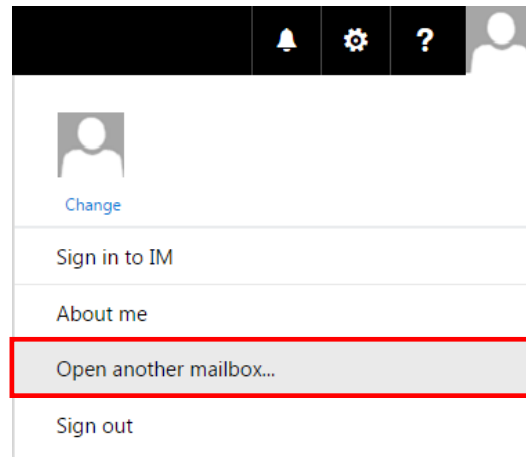 ?
Change
Sign in to IM
About me
Open another mailbox...
Sign out